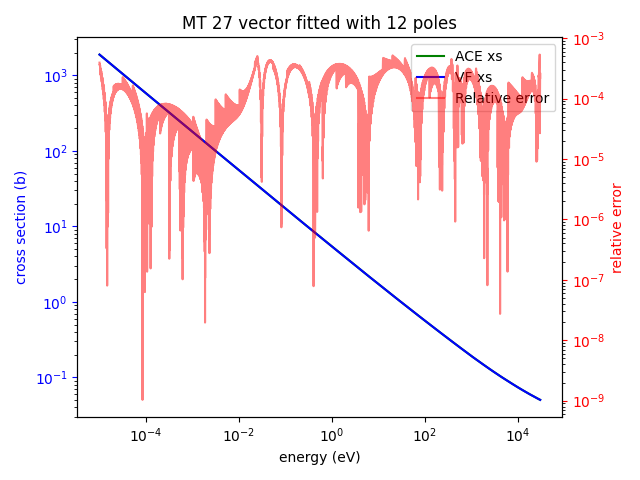 MT 27 vector fitted with 12 poles
ACE xs
VF xs
Relative error
cross section (b)
10³
10²
10¹
10⁰
10⁻¹
10⁻³
10⁻⁴
10⁻⁵
10⁻⁶
10⁻⁷
10⁻⁸
10⁻⁹
relative error
10⁻⁴ 10⁻² 10⁰ 10² 10⁴
energy (eV)